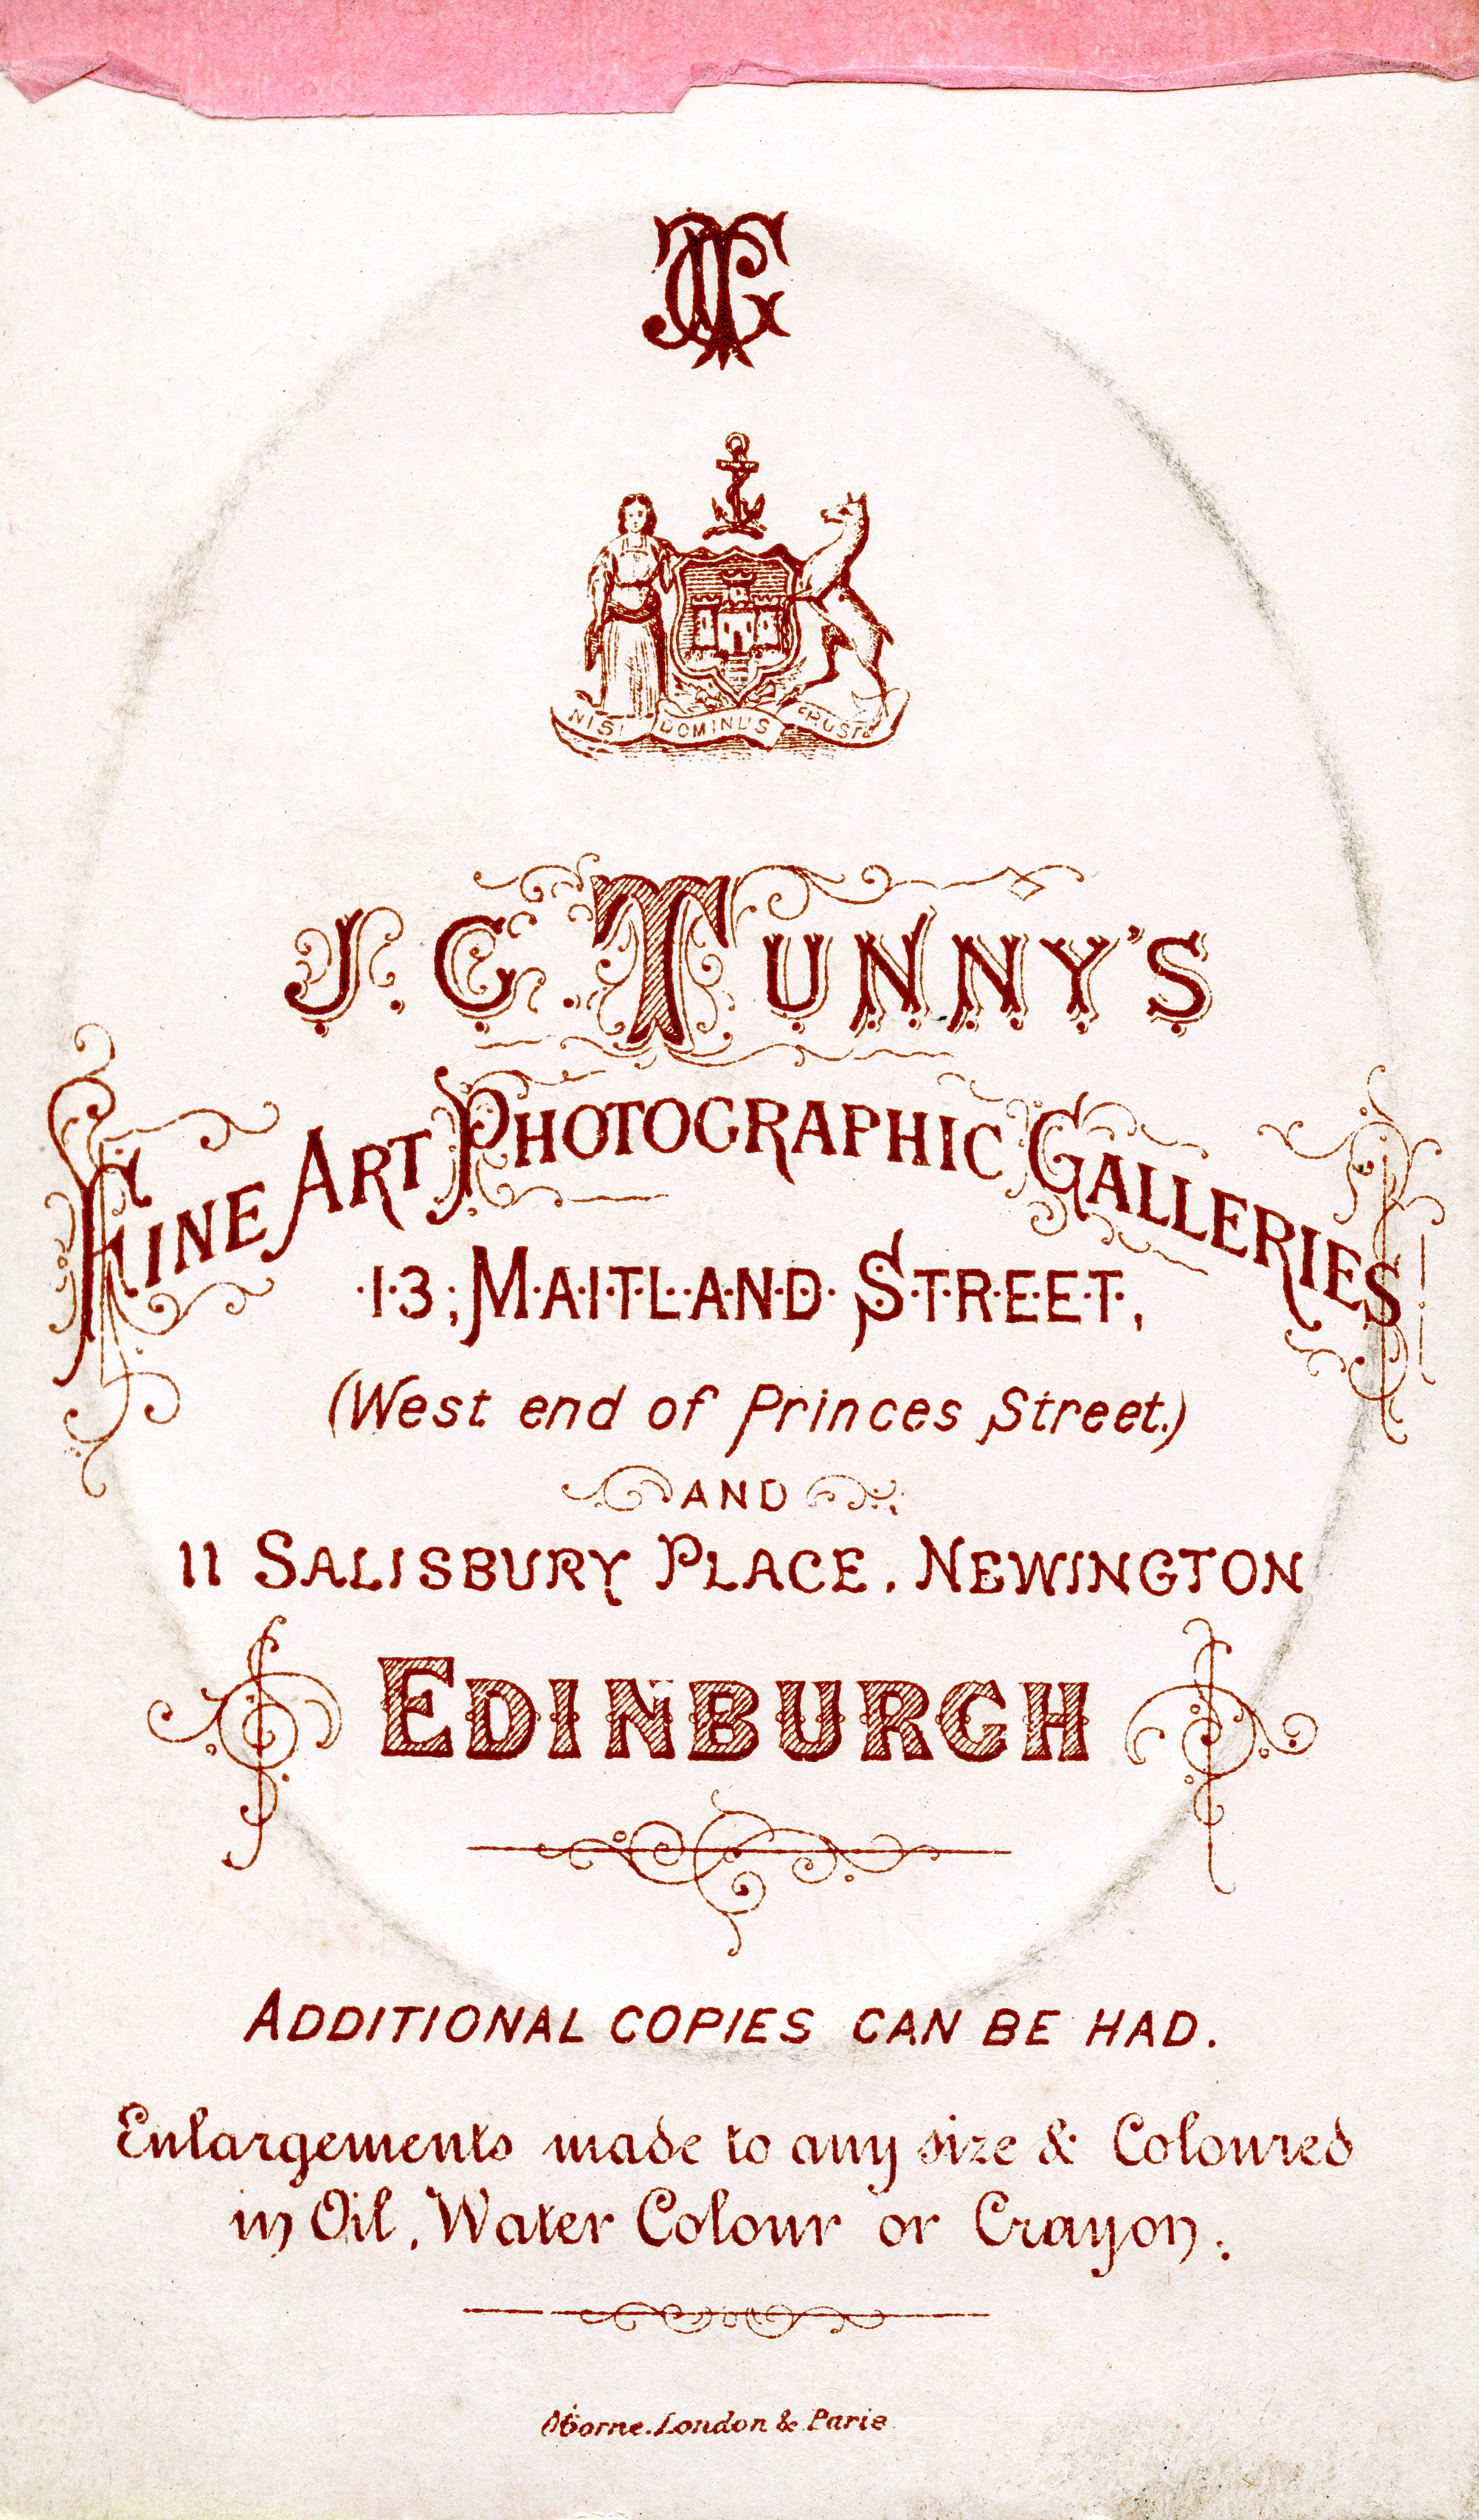 JCT
NISI DOMINUS FRUSTRA
J. C. TUNNY'S
FINE ART PHOTOGRAPHIC GALLERIES
13, MAITLAND STREET,
(West end of Princes Street.)
AND
11 SALISBURY PLACE, NEWINGTON
EDINBURGH
ADDITIONAL COPIES CAN BE HAD.
Enlargements made to any size & Coloured
in Oil, Water Colour or Crayon.
London & Paris